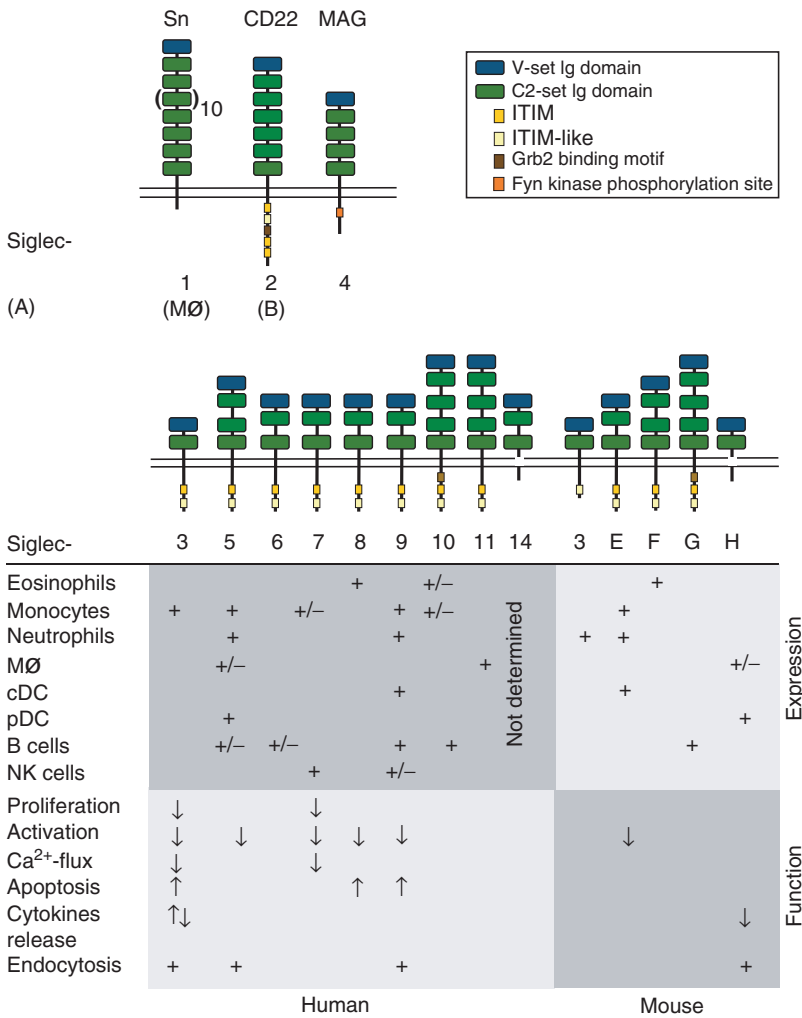 Sn CD22 MAG
( )10
V-set Ig domain
C2-set Ig domain
ITIM
ITIM-like
Grb2 binding motif
Fyn kinase phosphorylation site
Siglec-
1 2 4
(A) (MØ) (B)
Siglec- 3 5 6 7 8 9 10 11 14 3 E F G H
Eosinophils + +/– +
Monocytes + + +/– + +/– +
Neutrophils + + + +
MØ +/– + +/–
cDC + +
pDC + +
B cells +/– +/– + + +
NK cells + +/–
Not determined
Expression
Proliferation ↓ ↓
Activation ↓ ↓ ↓ ↓ ↓ ↓
Ca2+-flux ↓ ↓
Apoptosis ↑ ↑ ↑
Cytokines ↑↓ ↓
release
Endocytosis + + + +
Function
Human Mouse